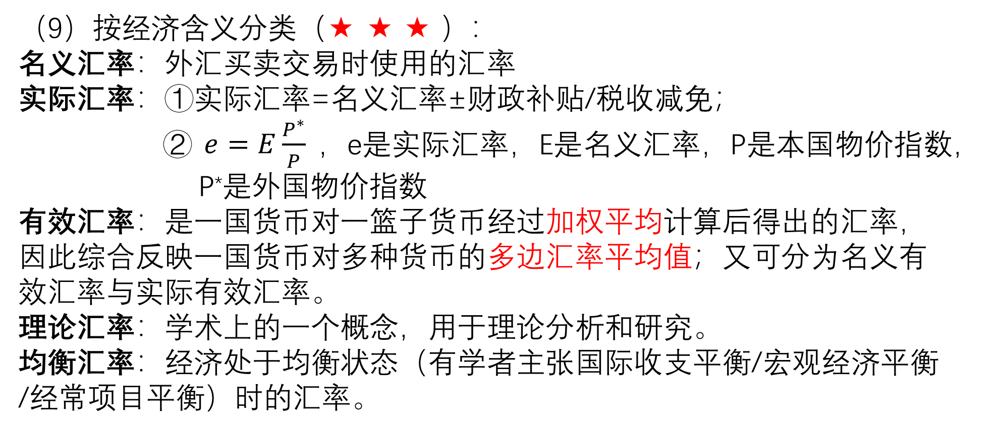 （9）按经济含义分类（★ ★ ★ ）：
名义汇率：外汇买卖交易时使用的汇率
实际汇率：①实际汇率=名义汇率±财政补贴/税收减免；
② e = E P*/P ，e是实际汇率，E是名义汇率，P是本国物价指数，
P*是外国物价指数
有效汇率：是一国货币对一篮子货币经过加权平均计算后得出的汇率，
因此综合反映一国货币对多种货币的多边汇率平均值；又可分为名义有
效汇率与实际有效汇率。
理论汇率：学术上的一个概念，用于理论分析和研究。
均衡汇率：经济处于均衡状态（有学者主张国际收支平衡/宏观经济平衡
/经常项目平衡）时的汇率。